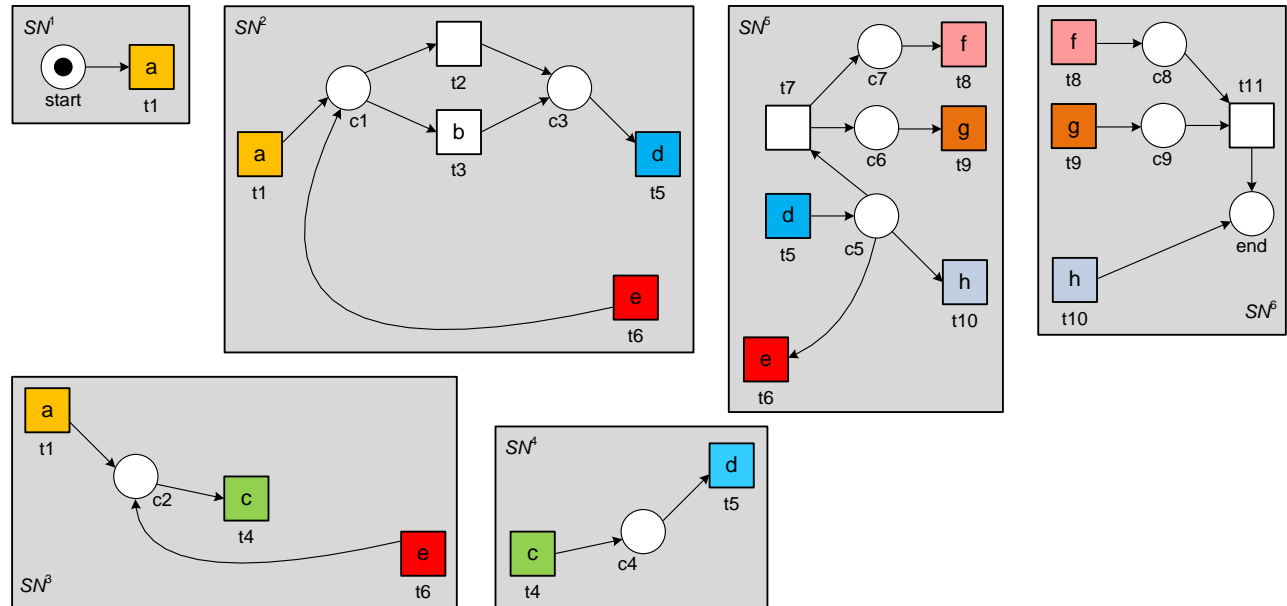 SN¹
a
start
t1
SN²
t2
c1
c3
b
t3
a
t1
d
t5
e
t6
SN⁵
f
c7
t8
t7
g
c6
t9
d
t5
c5
h
t10
e
t6
f
t8
c8
t11
g
t9
c9
end
h
t10
SN⁶
a
t1
c2
c
t4
e
t6
SN³
SN⁴
d
t5
c
t4
c4